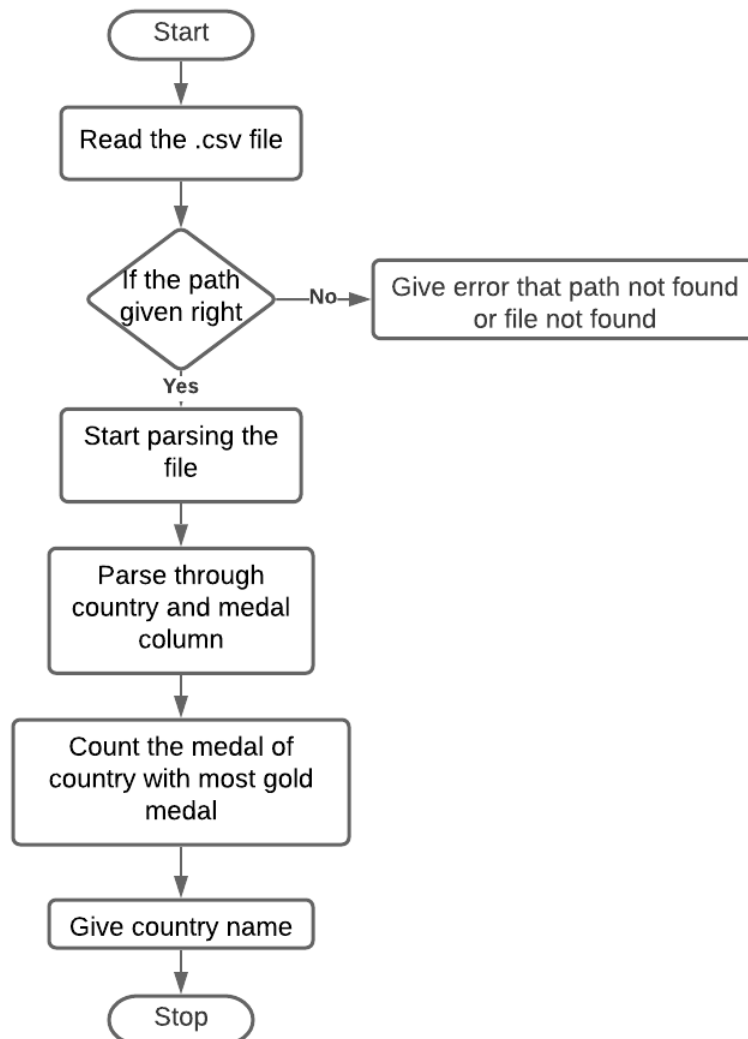 Start
Read the .csv file
If the path
given right
No
Give error that path not found
or file not found
Yes
Start parsing the
file
Parse through
country and medal
column
Count the medal of
country with most gold
medal
Give country name
Stop